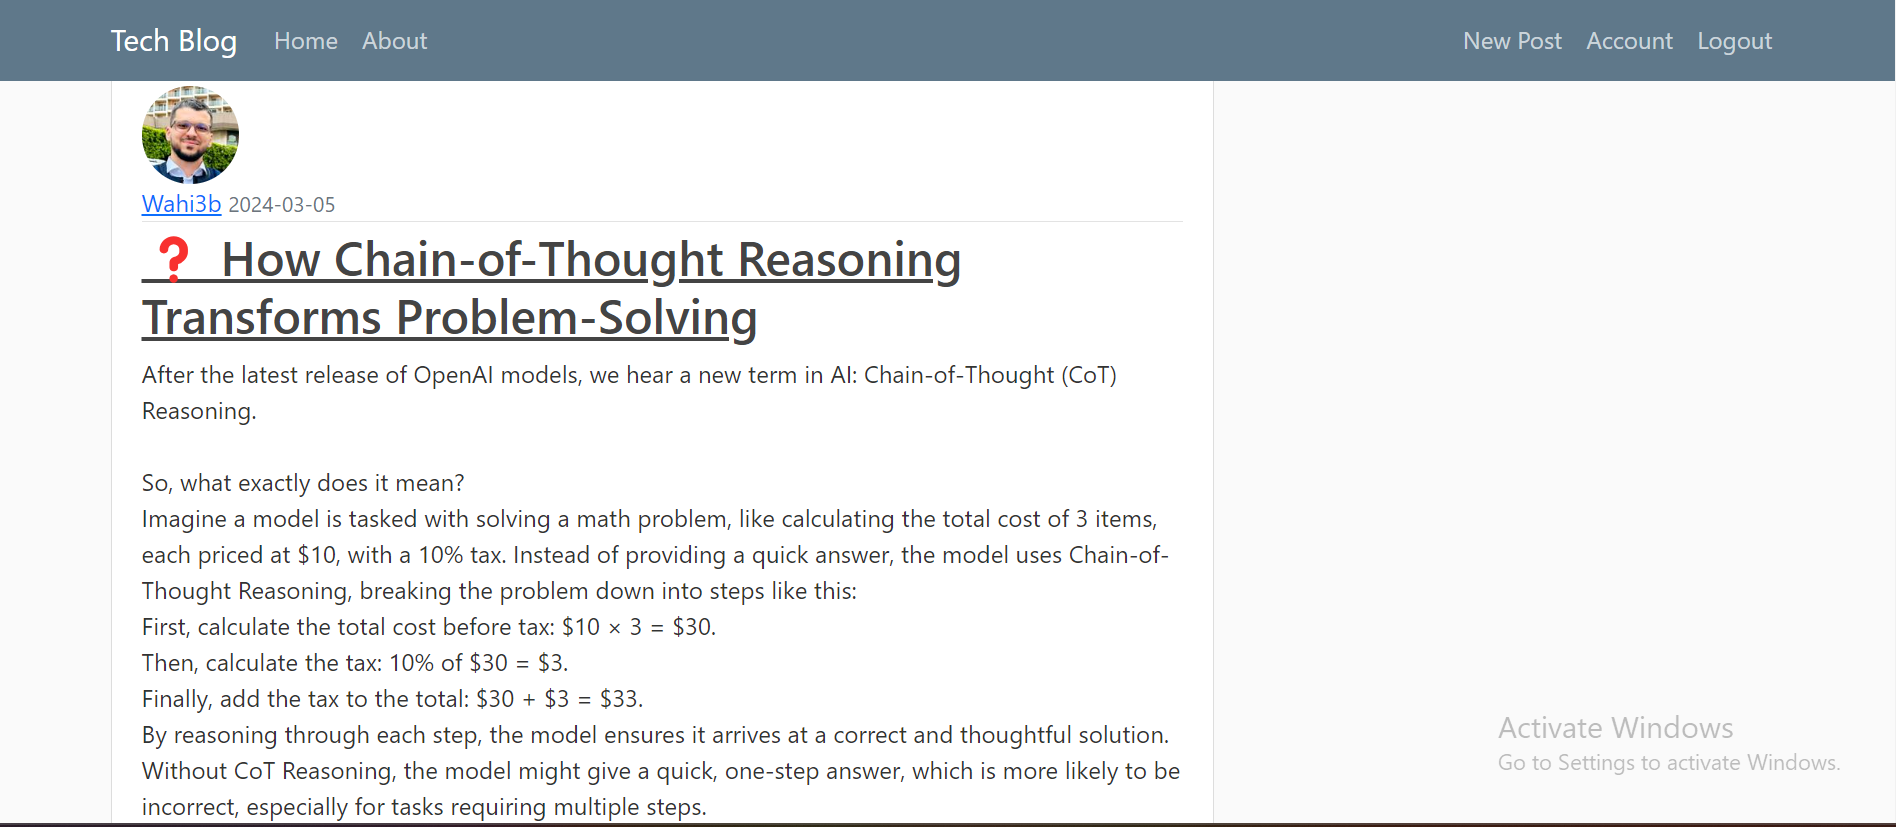 Tech Blog Home About New Post Account Logout
Wahi3b 2024-03-05
❓ How Chain-of-Thought Reasoning
Transforms Problem-Solving
After the latest release of OpenAI models, we hear a new term in AI: Chain-of-Thought (CoT)
Reasoning.
So, what exactly does it mean?
Imagine a model is tasked with solving a math problem, like calculating the total cost of 3 items,
each priced at $10, with a 10% tax. Instead of providing a quick answer, the model uses Chain-of-
Thought Reasoning, breaking the problem down into steps like this:
First, calculate the total cost before tax: $10 × 3 = $30.
Then, calculate the tax: 10% of $30 = $3.
Finally, add the tax to the total: $30 + $3 = $33.
By reasoning through each step, the model ensures it arrives at a correct and thoughtful solution.
Without CoT Reasoning, the model might give a quick, one-step answer, which is more likely to be
incorrect, especially for tasks requiring multiple steps.
Activate Windows
Go to Settings to activate Windows.